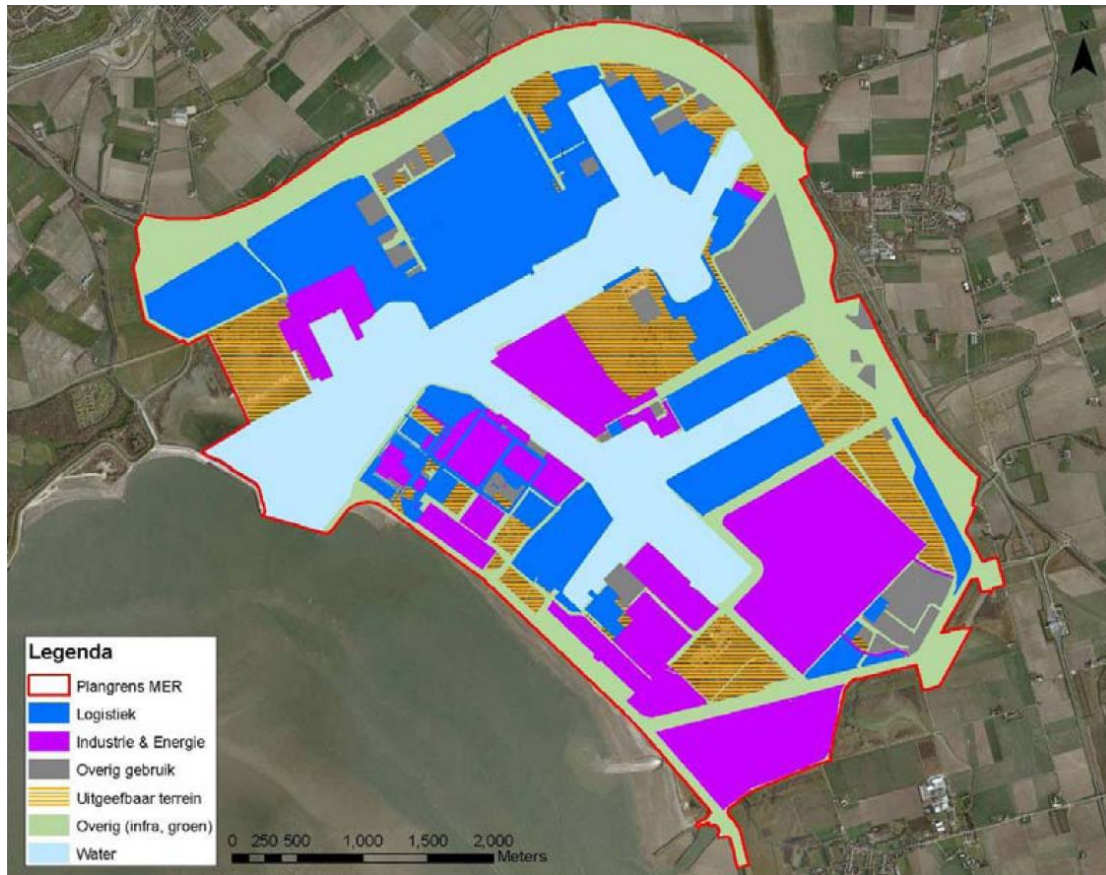 N
Legenda
Plangrens MER
Logistiek
Industrie & Energie
Overig gebruik
Uitgeefbaar terrein
Overig (infra, groen)
Water
0 250 500 1,000 1,500 2,000
Meters